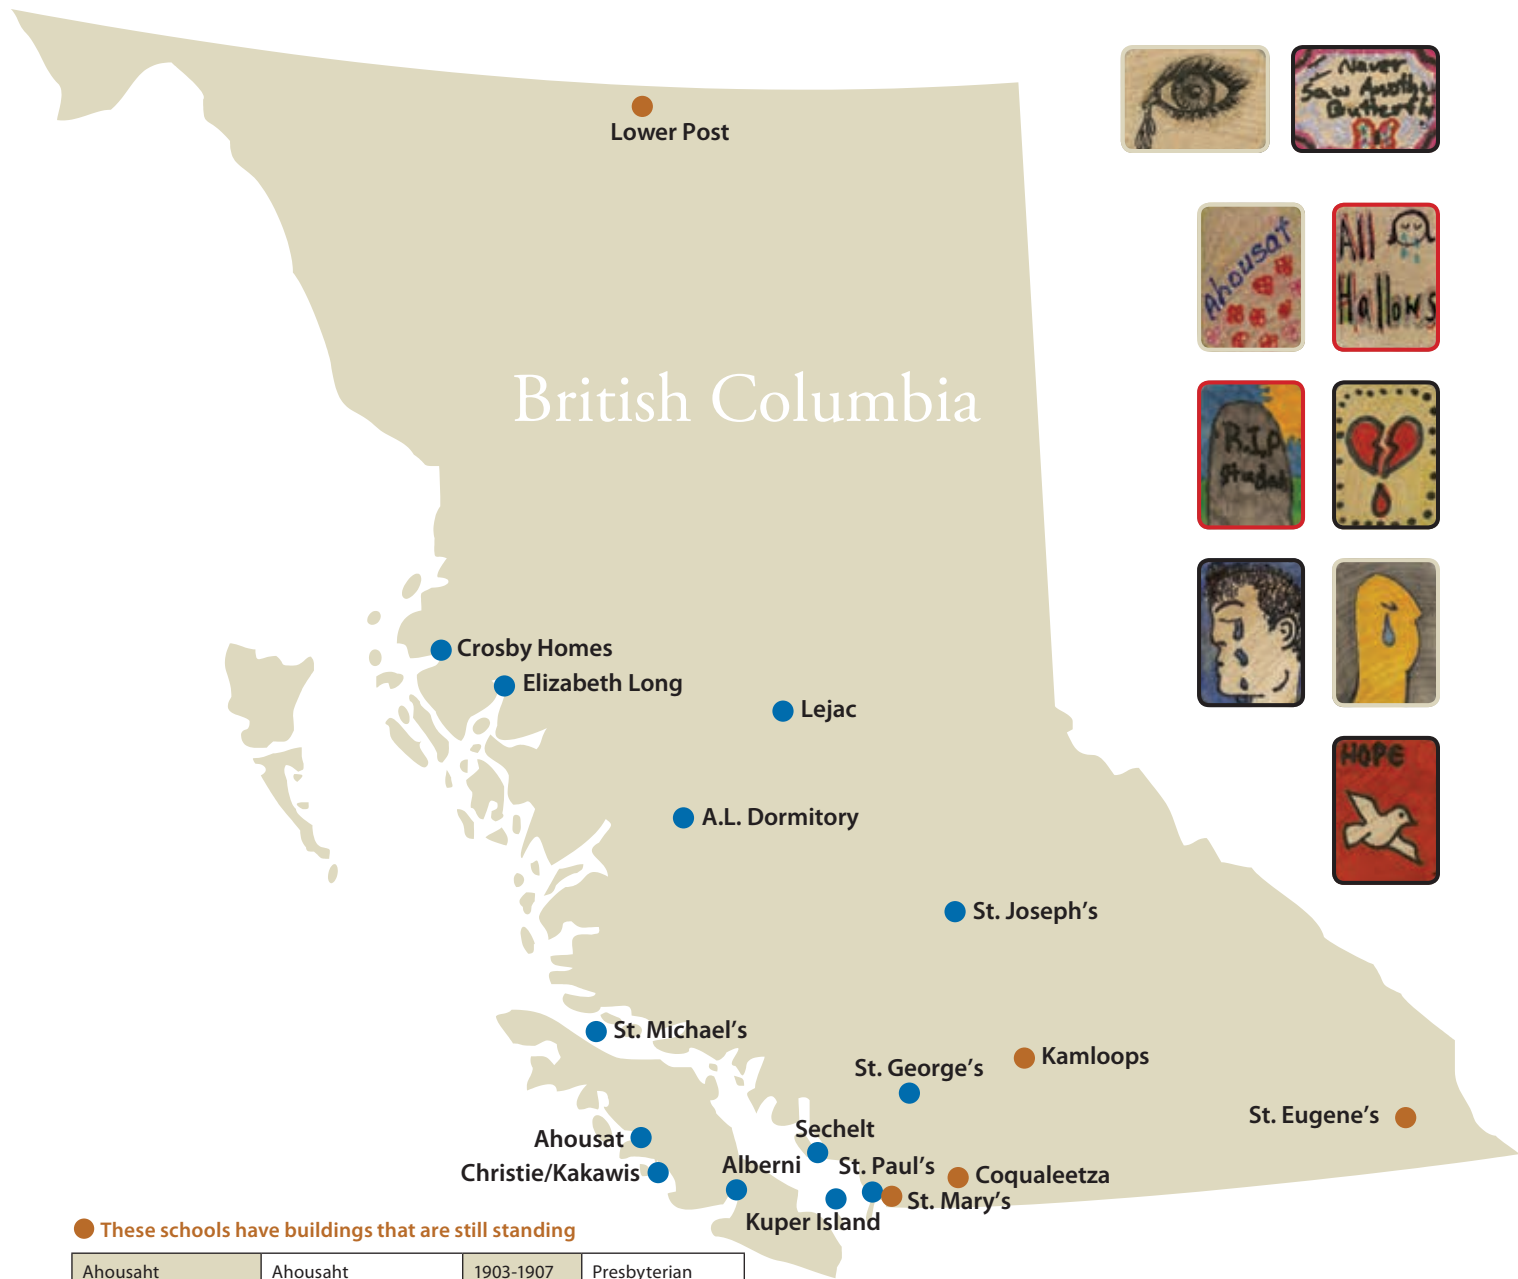 Lower Post
Never
Saw Another
Butterfly
Ahousat
All
Hallows
British Columbia
R.I.P
HOPE
Crosby Homes
Elizabeth Long
Lejac
A.L. Dormitory
St. Joseph's
St. Michael's
Kamloops
St. George's
St. Eugene's
Sechelt
Ahousat
Alberni
St. Paul's
Christie/Kakawis
Coqualeetza
St. Mary's
Kuper Island
These schools have buildings that are still standing
Ahousaht Ahousaht 1903-1907 Presbyterian